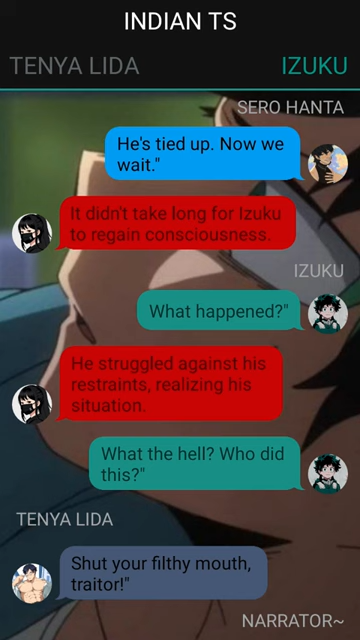 INDIAN TS
TENYA LIDA IZUKU
SERO HANTA
He's tied up. Now we
wait."
It didn't take long for Izuku
to regain consciousness.
IZUKU
What happened?"
He struggled against his
restraints, realizing his
situation.
What the hell? Who did
this?"
TENYA LIDA
Shut your filthy mouth,
traitor!"
NARRATOR~